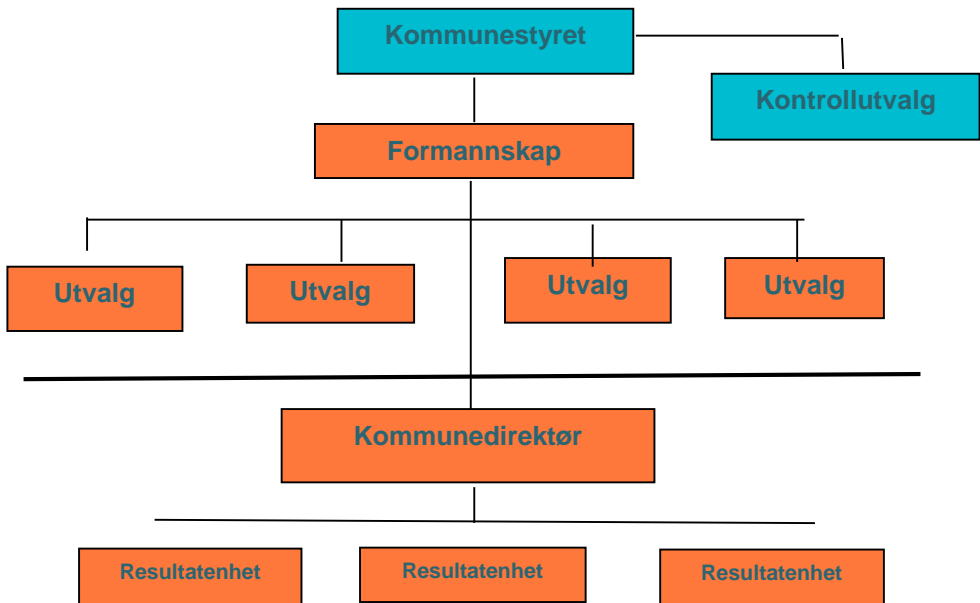 Kommunestyret
Kontrollutvalg
Formannskap
Utvalg
Utvalg
Utvalg
Utvalg
Kommunedirektør
Resultatenhet
Resultatenhet
Resultatenhet